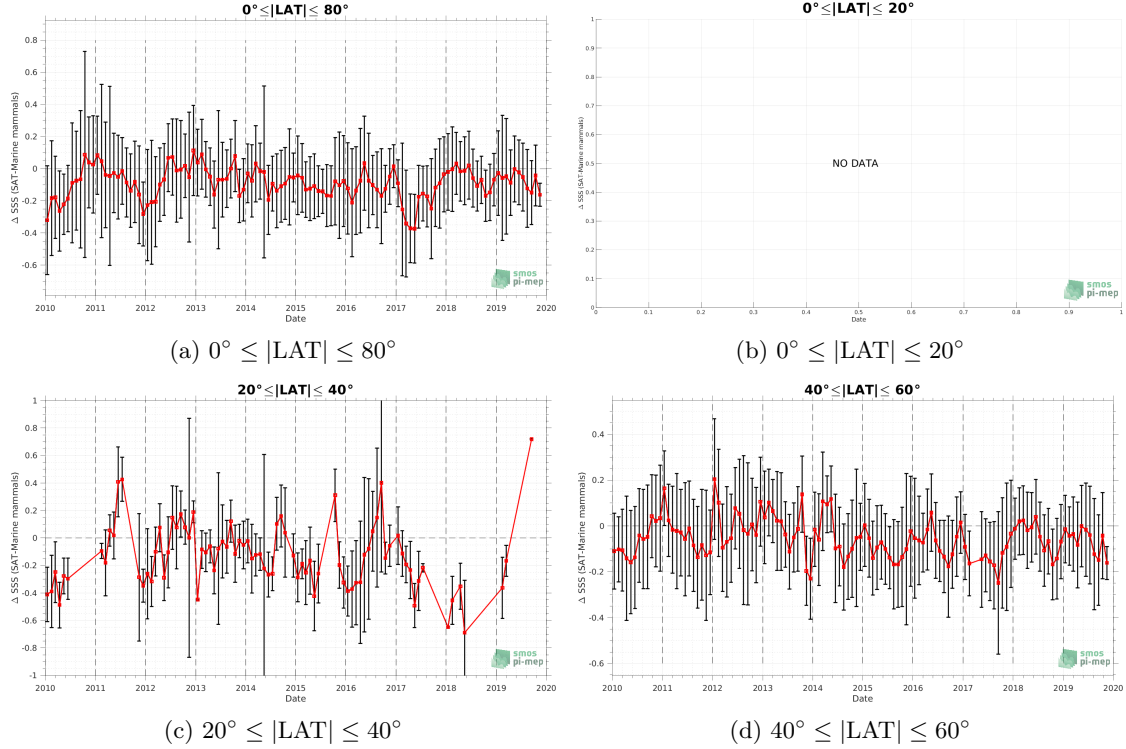 0°≤|LAT|≤ 80°
Δ SSS (SAT-Marine mammals)
0.8
0.6
0.4
0.2
0
-0.2
-0.4
-0.6
2010 2011 2012 2013 2014 2015 2016 2017 2018 2019 2020
Date
smos
pi-mep
(a) 0° ≤ |LAT| ≤ 80°
0°≤|LAT|≤ 20°
Δ SSS (SAT-Marine mammals)
1
0.9
0.8
0.7
0.6
0.5
0.4
0.3
0.2
0.1
0
NO DATA
0 0.1 0.2 0.3 0.4 0.5 0.6 0.7 0.8 0.9 1
Date
smos
pi-mep
(b) 0° ≤ |LAT| ≤ 20°
20°≤|LAT|≤ 40°
Δ SSS (SAT-Marine mammals)
1
0.8
0.6
0.4
0.2
0
-0.2
-0.4
-0.6
-0.8
-1
2010 2011 2012 2013 2014 2015 2016 2017 2018 2019 2020
Date
smos
pi-mep
(c) 20° ≤ |LAT| ≤ 40°
40°≤|LAT|≤ 60°
Δ SSS (SAT-Marine mammals)
0.4
0.2
0
-0.2
-0.4
-0.6
2010 2011 2012 2013 2014 2015 2016 2017 2018 2019 2020
Date
smos
pi-mep
(d) 40° ≤ |LAT| ≤ 60°